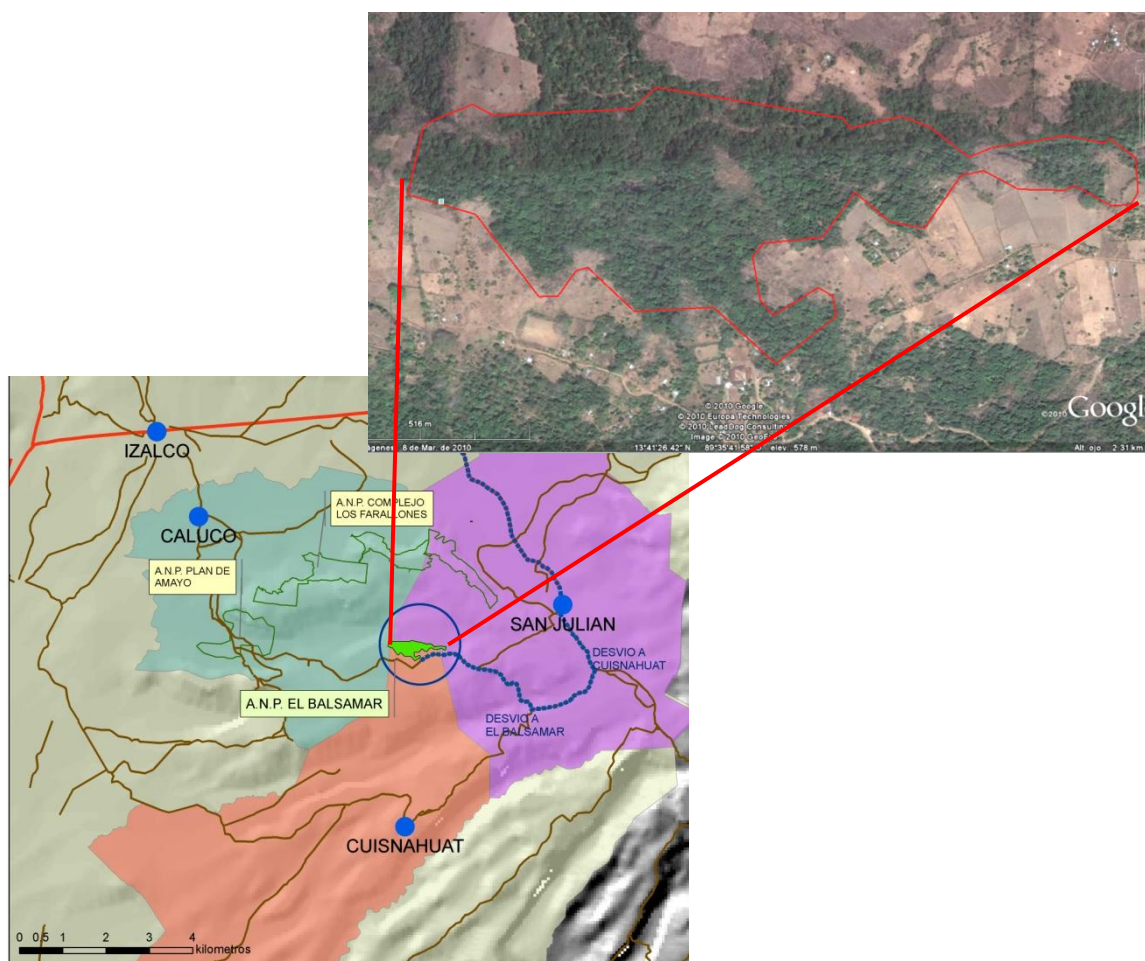 516 m
© 2010 Google
© 2010 Europa Technologies
© 2010 LeadDog Consulting
Image © 2010 GeoEye
©2010 Google
ágenes: 6 de Mar. de 2010
13°41'26.42" N 89°35'41.58" O elev. 578 m
Alt. ojo 2.31 km
IZALCO
CALUCO
A.N.P. COMPLEJO
LOS FARALLONES
A.N.P. PLAN DE
AMAYO
SAN JULIAN
DESVIO A
CUISNAHUAT
A.N.P. EL BALSAMAR
DESVIO A
EL BALSAMAR
CUISNAHUAT
0 0.5 1 2 3 4
kilometros